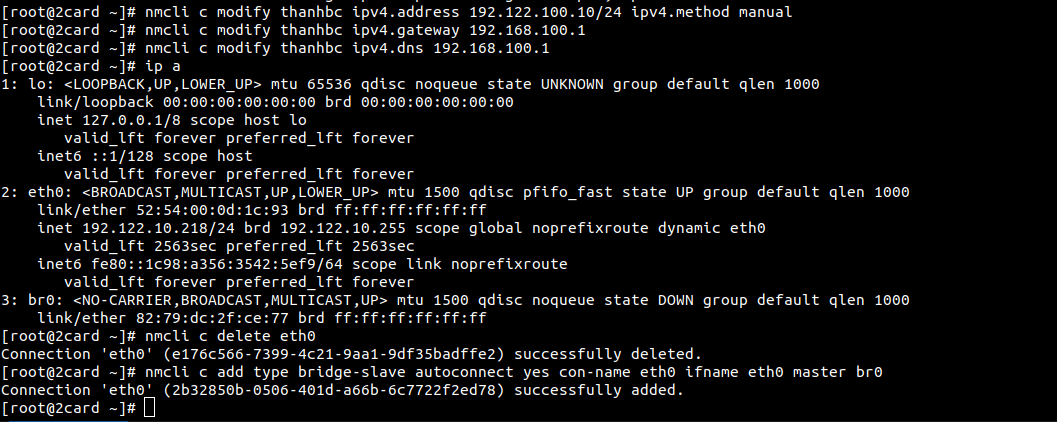 [root@2card ~]# nmcli c modify thanhbc ipv4.address 192.122.100.10/24 ipv4.method manual
[root@2card ~]# nmcli c modify thanhbc ipv4.gateway 192.168.100.1
[root@2card ~]# nmcli c modify thanhbc ipv4.dns 192.168.100.1
[root@2card ~]# ip a
1: lo: <LOOPBACK,UP,LOWER_UP> mtu 65536 qdisc noqueue state UNKNOWN group default qlen 1000
    link/loopback 00:00:00:00:00:00 brd 00:00:00:00:00:00
    inet 127.0.0.1/8 scope host lo
       valid_lft forever preferred_lft forever
    inet6 ::1/128 scope host
       valid_lft forever preferred_lft forever
2: eth0: <BROADCAST,MULTICAST,UP,LOWER_UP> mtu 1500 qdisc pfifo_fast state UP group default qlen 1000
    link/ether 52:54:00:0d:1c:93 brd ff:ff:ff:ff:ff:ff
    inet 192.122.10.218/24 brd 192.122.10.255 scope global noprefixroute dynamic eth0
       valid_lft 2563sec preferred_lft 2563sec
    inet6 fe80::1c98:a356:3542:5ef9/64 scope link noprefixroute
       valid_lft forever preferred_lft forever
3: br0: <NO-CARRIER,BROADCAST,MULTICAST,UP> mtu 1500 qdisc noqueue state DOWN group default qlen 1000
    link/ether 82:79:dc:2f:ce:77 brd ff:ff:ff:ff:ff:ff
[root@2card ~]# nmcli c delete eth0
Connection 'eth0' (e176c566-7399-4c21-9aa1-9df35badffe2) successfully deleted.
[root@2card ~]# nmcli c add type bridge-slave autoconnect yes con-name eth0 ifname eth0 master br0
Connection 'eth0' (2b32850b-0506-401d-a66b-6c7722f2ed78) successfully added.
[root@2card ~]#